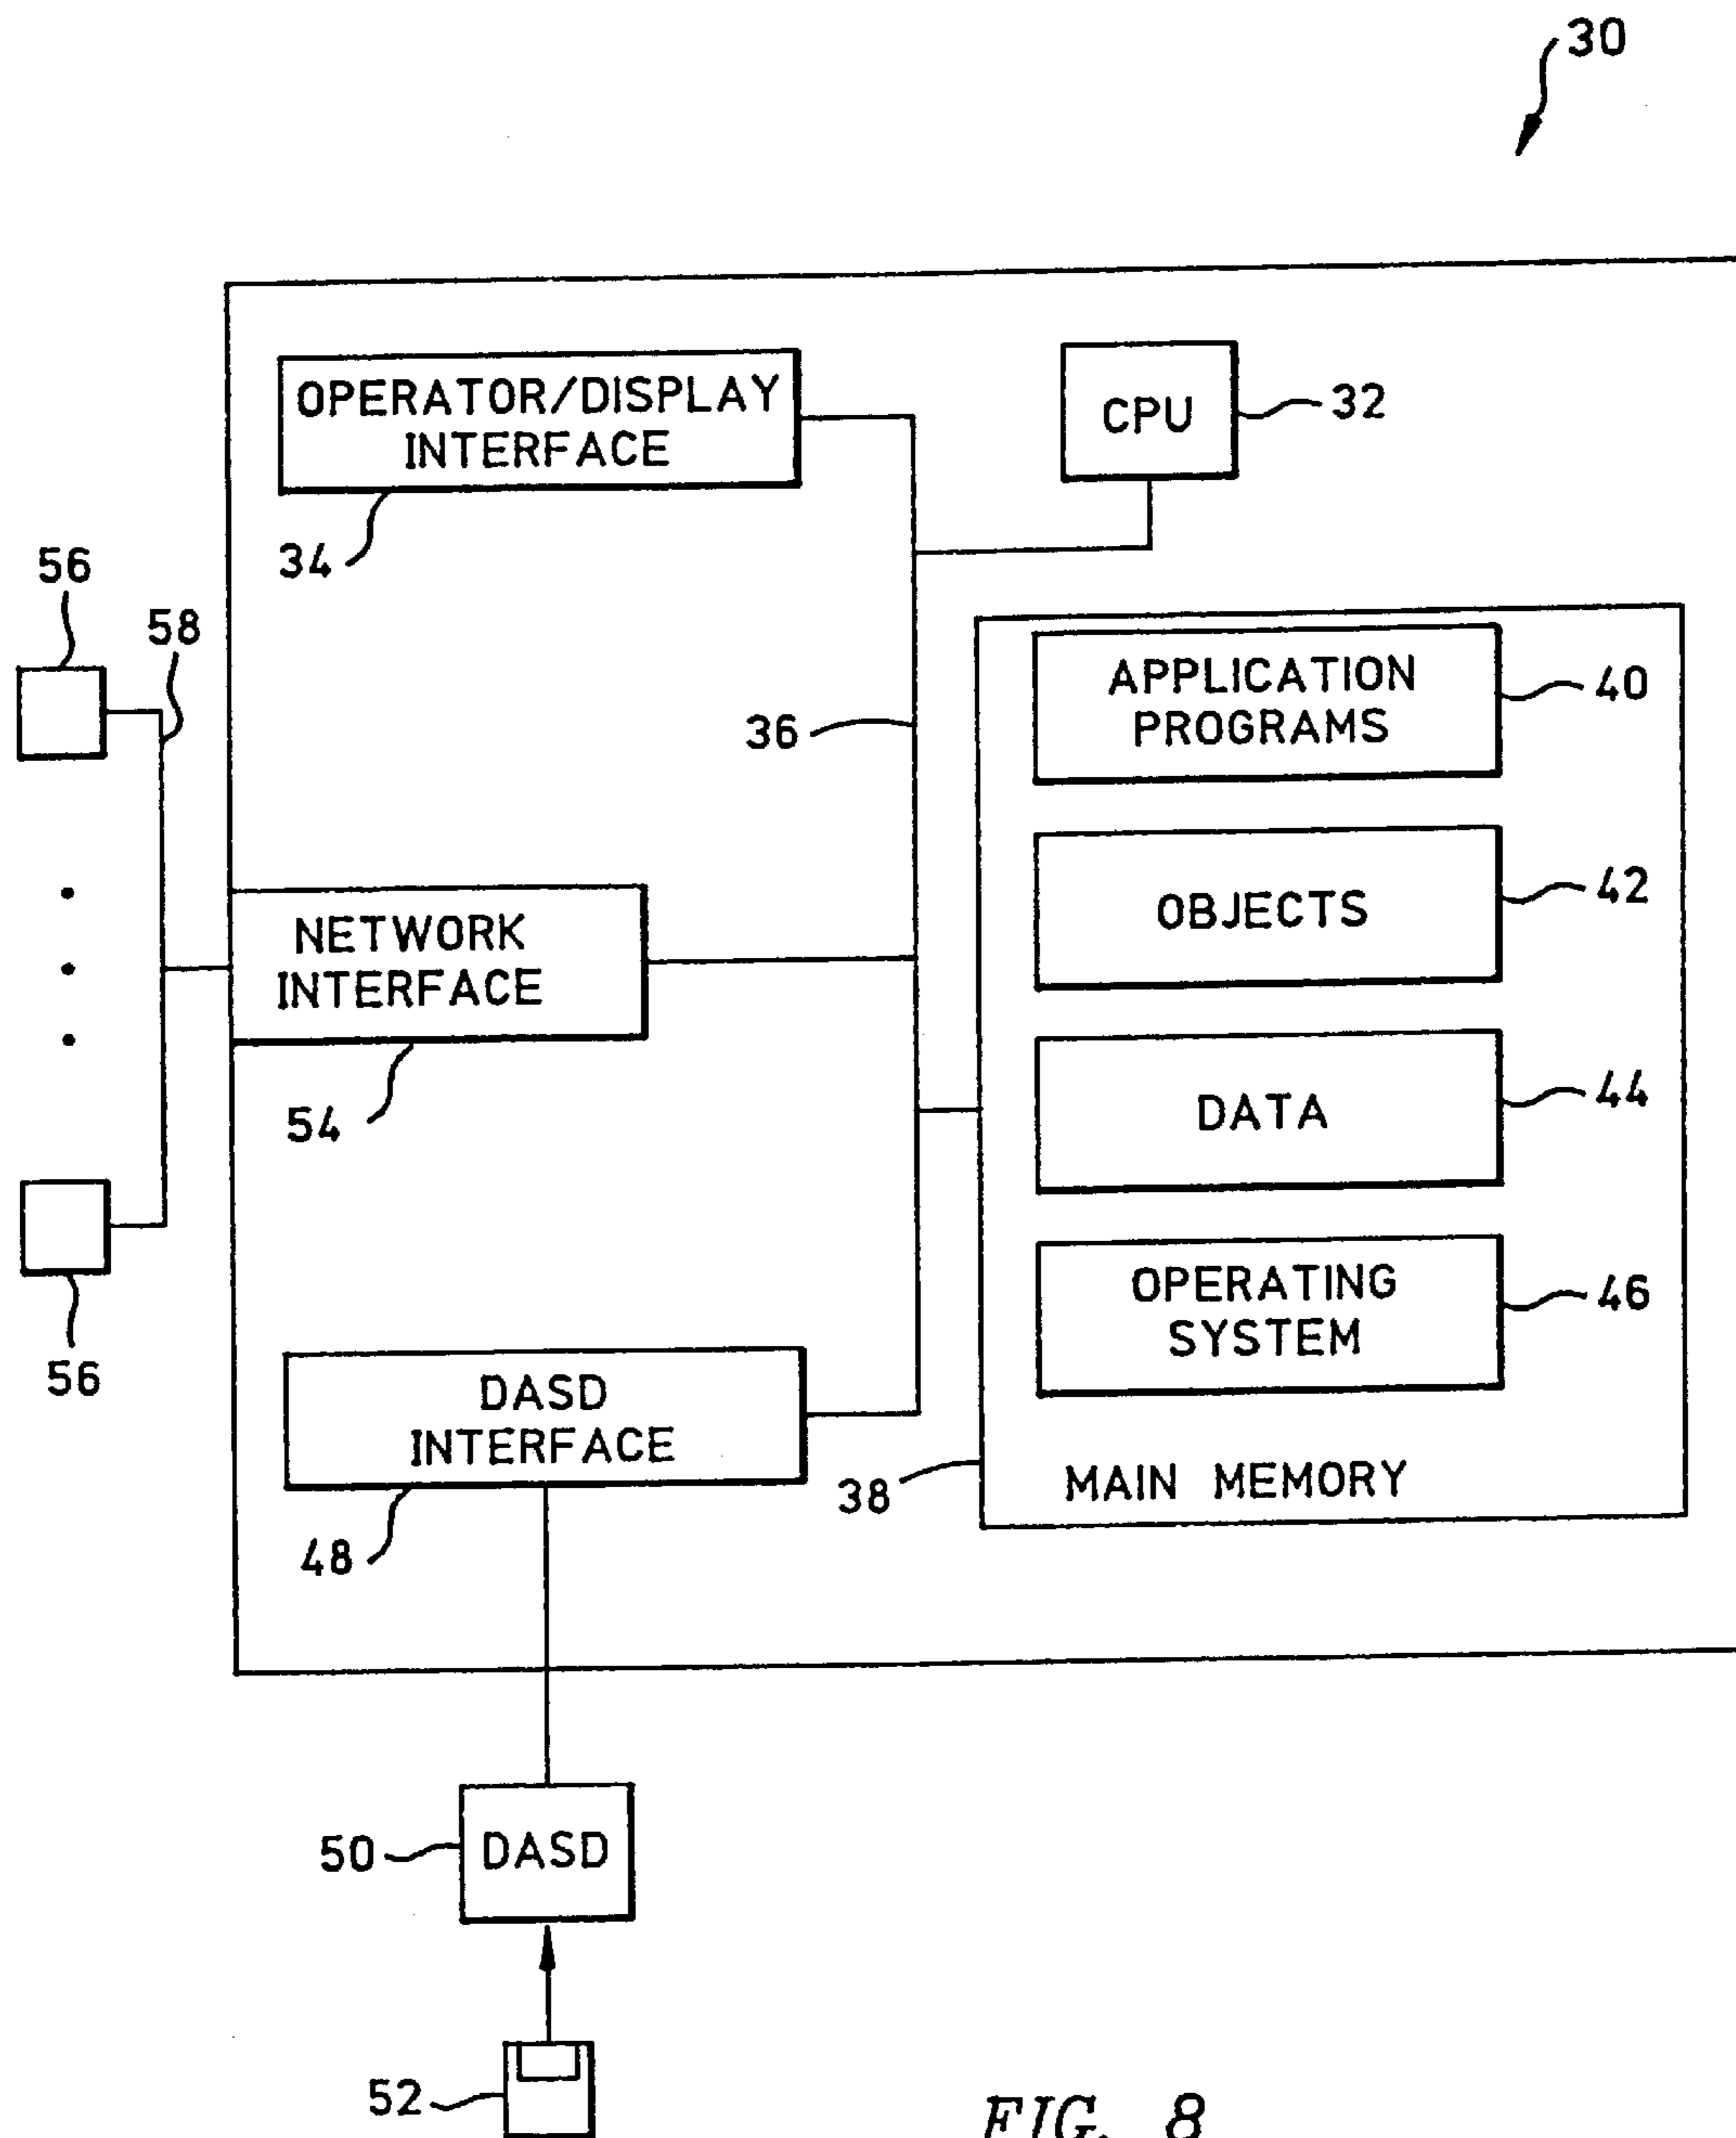 30
OPERATOR/DISPLAY
INTERFACE
34
CPU
32
56
58
36
APPLICATION
PROGRAMS
40
OBJECTS
42
NETWORK
INTERFACE
54
DATA
44
OPERATING
SYSTEM
46
56
DASD
INTERFACE
48
38
MAIN MEMORY
50
DASD
52
FIG. 8